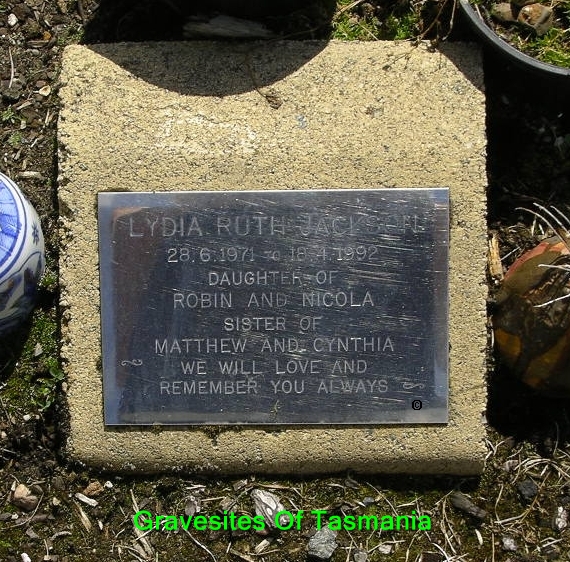 LYDIA RUTH JACKSON
28.6.1971 TO 18.4.1992
DAUGHTER OF
ROBIN AND NICOLA
SISTER OF
MATTHEW AND CYNTHIA
WE WILL LOVE AND
REMEMBER YOU ALWAYS
©
Gravesites Of Tasmania